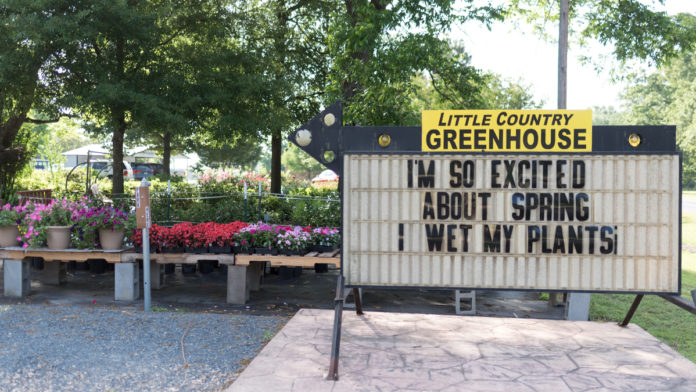 LITTLE COUNTRY
GREENHOUSE
I'M SO EXCITED
ABOUT SPRING
I WET MY PLANTS¡